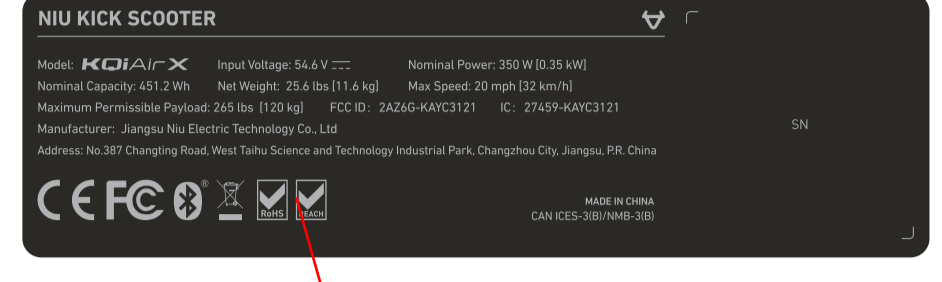 NIU KICK SCOOTER
Model: KQiAir X Input Voltage: 54.6 V Nominal Power: 350 W [0.35 kW]
Nominal Capacity: 451.2 Wh Net Weight: 25.6 lbs [11.6 kg] Max Speed: 20 mph [32 km/h]
Maximum Permissible Payload: 265 lbs [120 kg] FCC ID: 2AZ6G-KAYC3121 IC: 27459-KAYC3121
Manufacturer: Jiangsu Niu Electric Technology Co., Ltd
Address: No.387 Changting Road, West Taihu Science and Technology Industrial Park, Changzhou City, Jiangsu, P.R. China
SN
CE FC ® RoHS REACH
MADE IN CHINA
CAN ICES-3(B)/NMB-3(B)